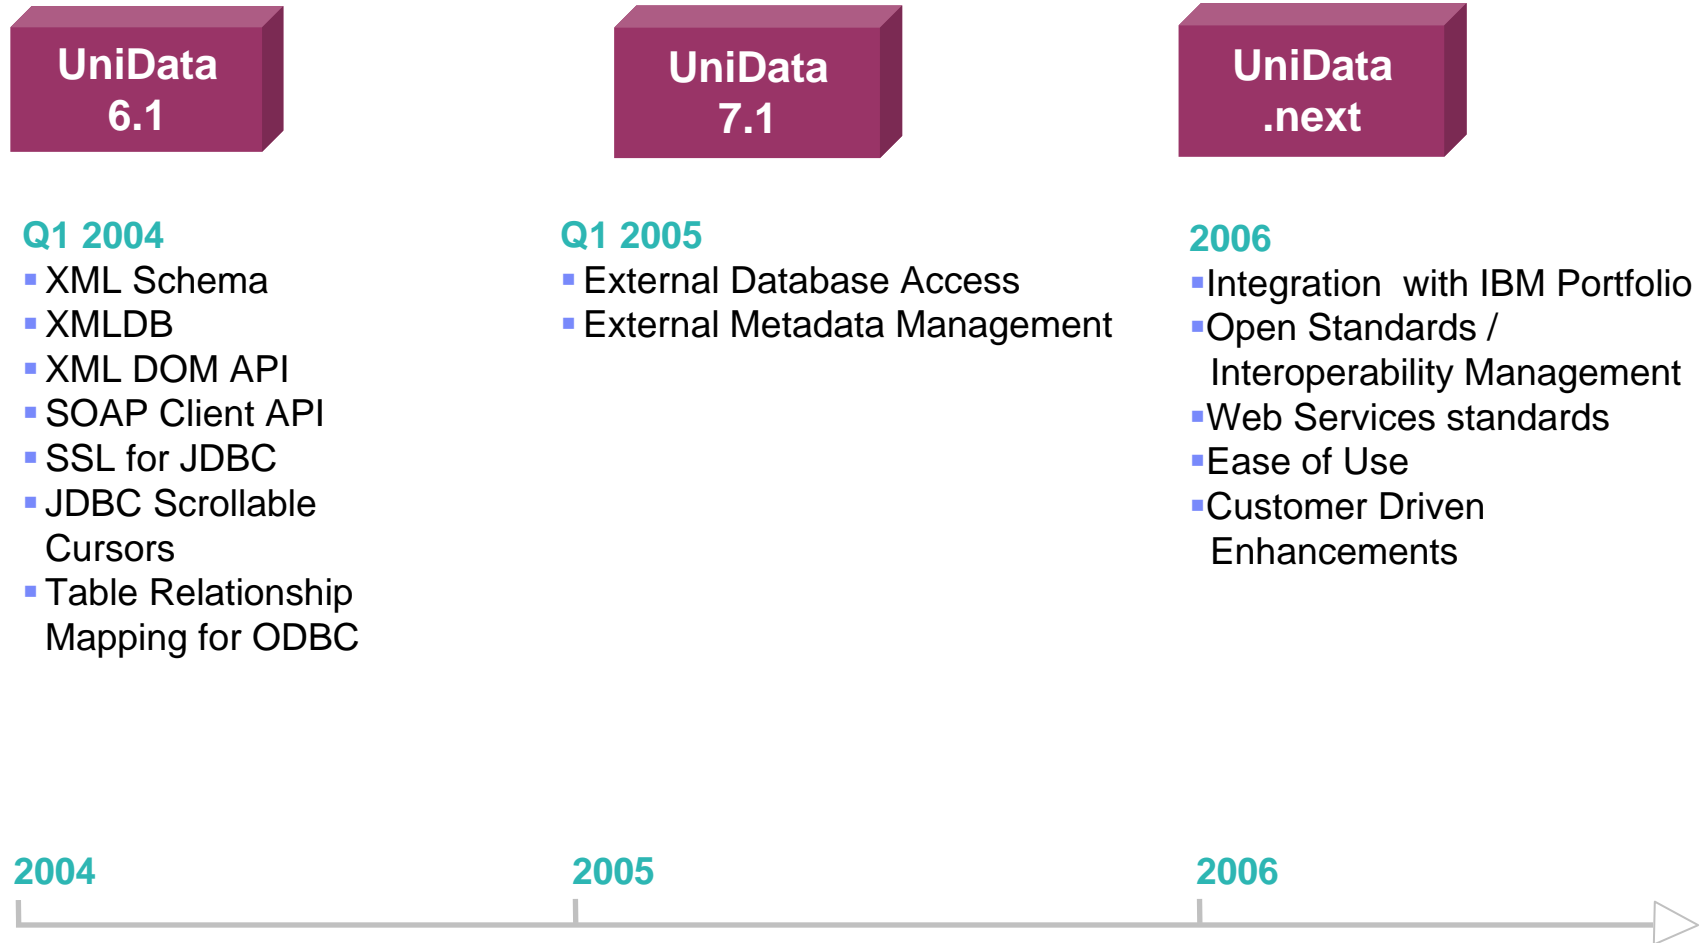 UniData
6.1
UniData
7.1
UniData
.next
Q1 2004
▪ XML Schema
▪ XMLDB
▪ XML DOM API
▪ SOAP Client API
▪ SSL for JDBC
▪ JDBC Scrollable
Cursors
▪ Table Relationship
Mapping for ODBC
Q1 2005
▪ External Database Access
▪ External Metadata Management
2006
▪Integration  with IBM Portfolio
▪Open Standards /
Interoperability Management
▪Web Services standards
▪Ease of Use
▪Customer Driven
Enhancements
2004
2005
2006